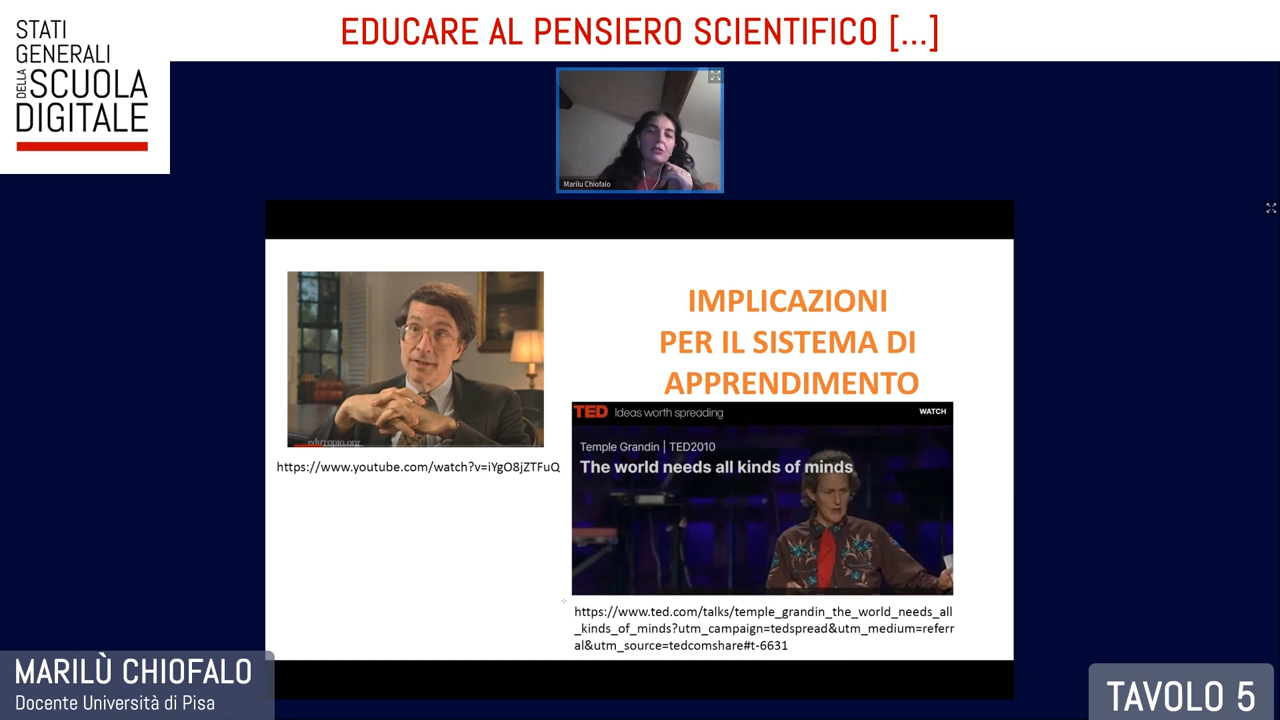 STATI
GENERALI
DELLA SCUOLA
DIGITALE
EDUCARE AL PENSIERO SCIENTIFICO [...]
Marilu Chiofalo
IMPLICAZIONI
PER IL SISTEMA DI
APPRENDIMENTO
edutopia.org
https://www.youtube.com/watch?v=iYgO8jZTFuQ
TED Ideas worth spreading
WATCH
Temple Grandin | TED2010
The world needs all kinds of minds
https://www.ted.com/talks/temple_grandin_the_world_needs_all
_kinds_of_minds?utm_campaign=tedspread&utm_medium=referr
al&utm_source=tedcomshare#t-6631
MARILÙ CHIOFALO
Docente Università di Pisa
TAVOLO 5